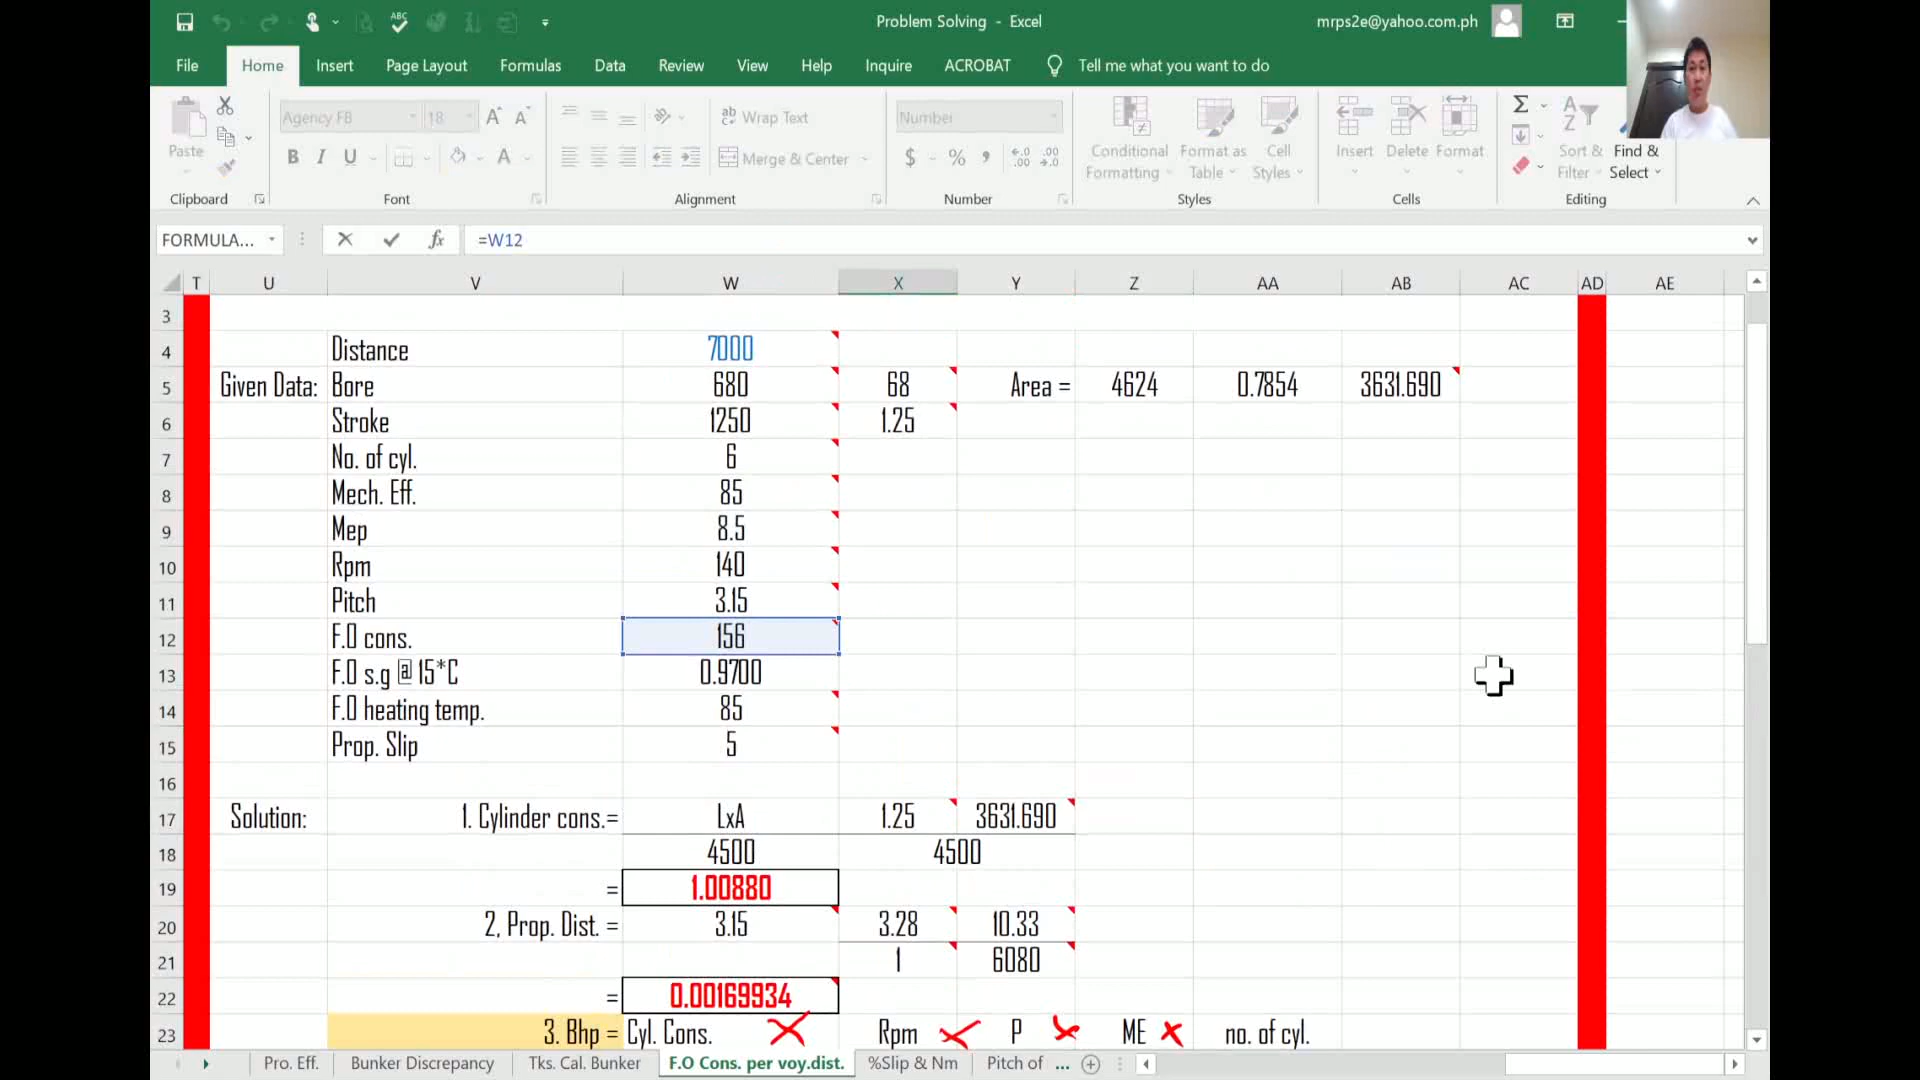 ABC
Problem Solving - Excel
mrps2e@yahoo.com.ph
File Home Insert Page Layout Formulas Data Review View Help Inquire ACROBAT Tell me what you want to do
Paste
Clipboard
Agency FB 18
B I U A
Font
Wrap Text
Merge & Center
Alignment
Number
$ % ,
Number
Conditional Formatting
Format as Table
Cell Styles
Styles
Insert Delete Format
Cells
Sort & Filter
Find & Select
Editing
FORMULA... fx =W12
T U V W X Y Z AA AB AC AD AE
3
4 Distance 7000
5 Given Data: Bore 680 68 Area = 4624 0.7854 3631.690
6 Stroke 1250 1.25
7 No. of cyl. 6
8 Mech. Eff. 85
9 Mep 8.5
10 Rpm 140
11 Pitch 3.15
12 F.O cons. 156
13 F.O s.g @ 15*C 0.9700
14 F.O heating temp. 85
15 Prop. Slip 5
16
17 Solution: 1. Cylinder cons.= LxA 1.25 3631.690
18 4500 4500
19 = 1.00880
20 2, Prop. Dist. = 3.15 3.28 10.33
21 1 6080
22 = 0.00169934
23 3. Bhp = Cyl. Cons. Rpm P ME no. of cyl.
Pro. Eff. Bunker Discrepancy Tks. Cal. Bunker F.O Cons. per voy.dist. %Slip & Nm Pitch of ...